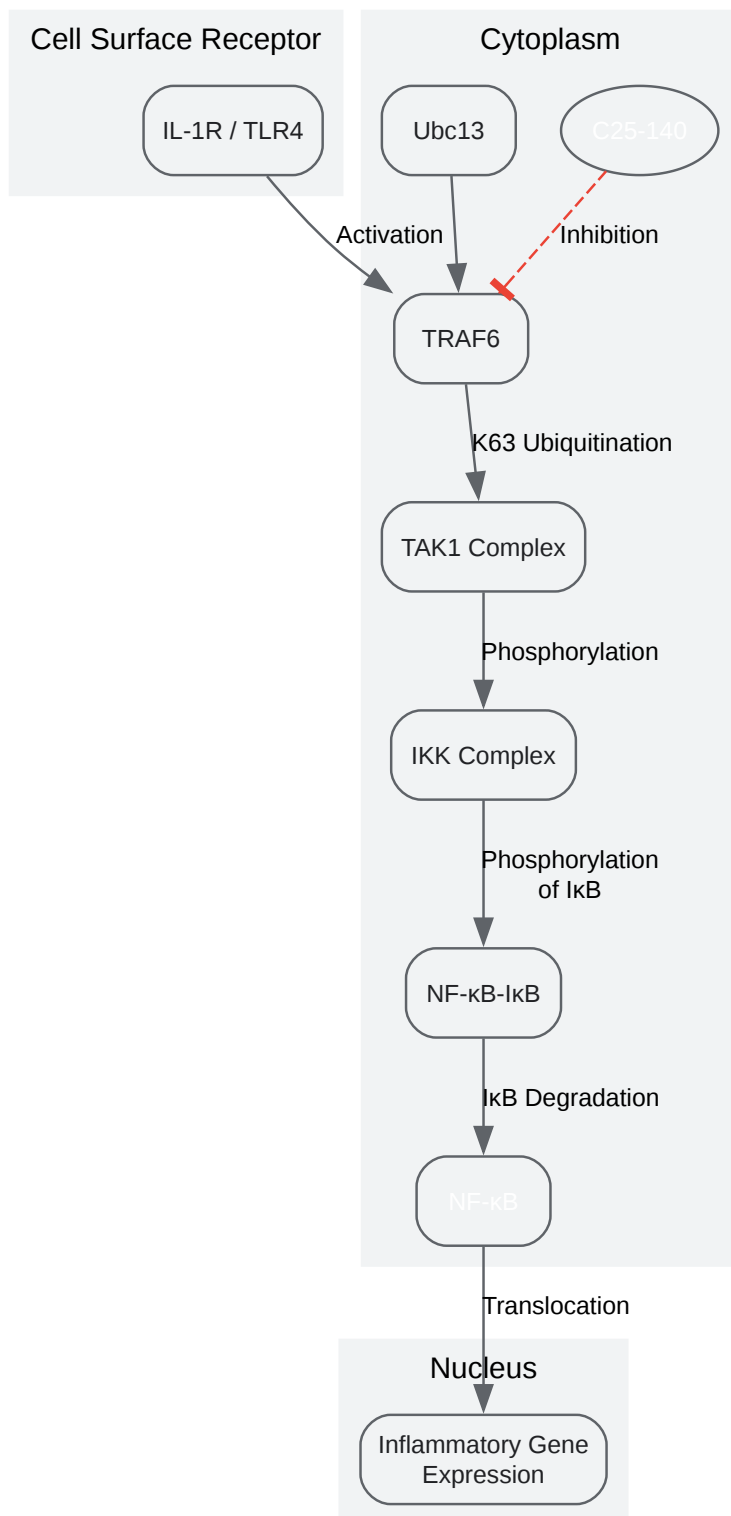 Cell Surface Receptor
Cytoplasm
IL-1R / TLR4
Ubc13
C25-140
Activation
Inhibition
TRAF6
K63 Ubiquitination
TAK1 Complex
Phosphorylation
IKK Complex
Phosphorylation
of IκB
NF-κB-IκB
IκB Degradation
NF-κB
Translocation
Nucleus
Inflammatory Gene
Expression